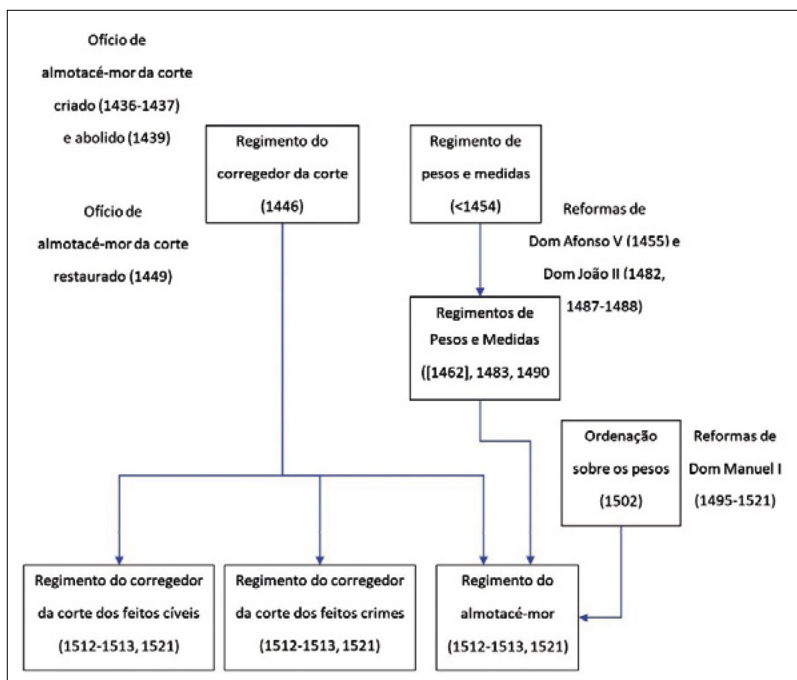 Ofício de
almotacé-mor da corte
criado (1436-1437)
e abolido (1439)
Regimento do
corregedor da corte
(1446)
Regimento de
pesos e medidas
(<1454)
Ofício de
almotacé-mor da corte
restaurado (1449)
Reformas de
Dom Afonso V (1455) e
Dom João II (1482,
1487-1488)
Regimentos de
Pesos e Medidas
([1462], 1483, 1490
Ordenação
sobre os pesos
(1502)
Reformas de
Dom Manuel I
(1495-1521)
Regimento do corregedor
da corte dos feitos cíveis
(1512-1513, 1521)
Regimento do corregedor
da corte dos feitos crimes
(1512-1513, 1521)
Regimento do
almotacé-mor
(1512-1513, 1521)